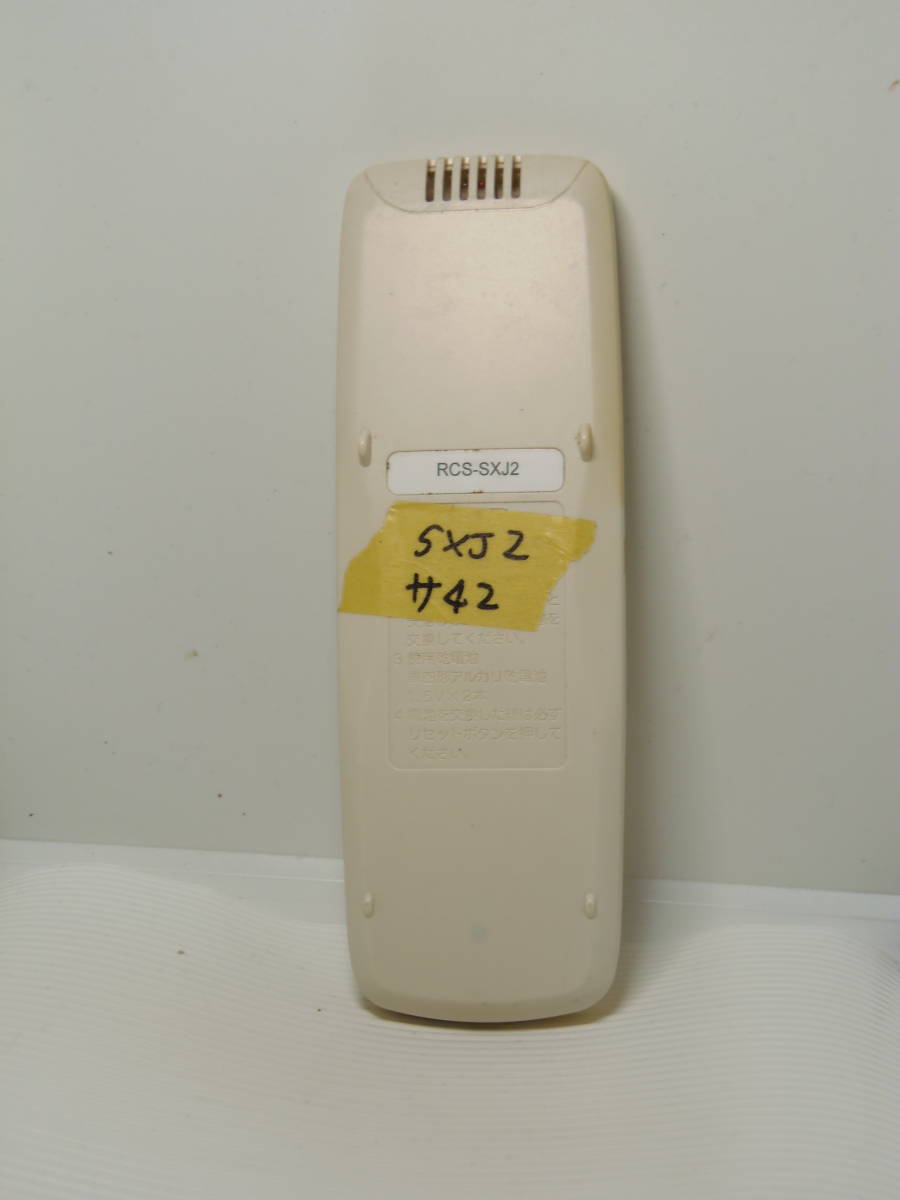 RCS-SXJ2
SXJ2
サ42
と
を
交換してください。
3 使用乾電池
単四形アルカリ乾電池
1.5V×2本
4 電池を交換した後は必ず
リセットボタンを押して
ください。